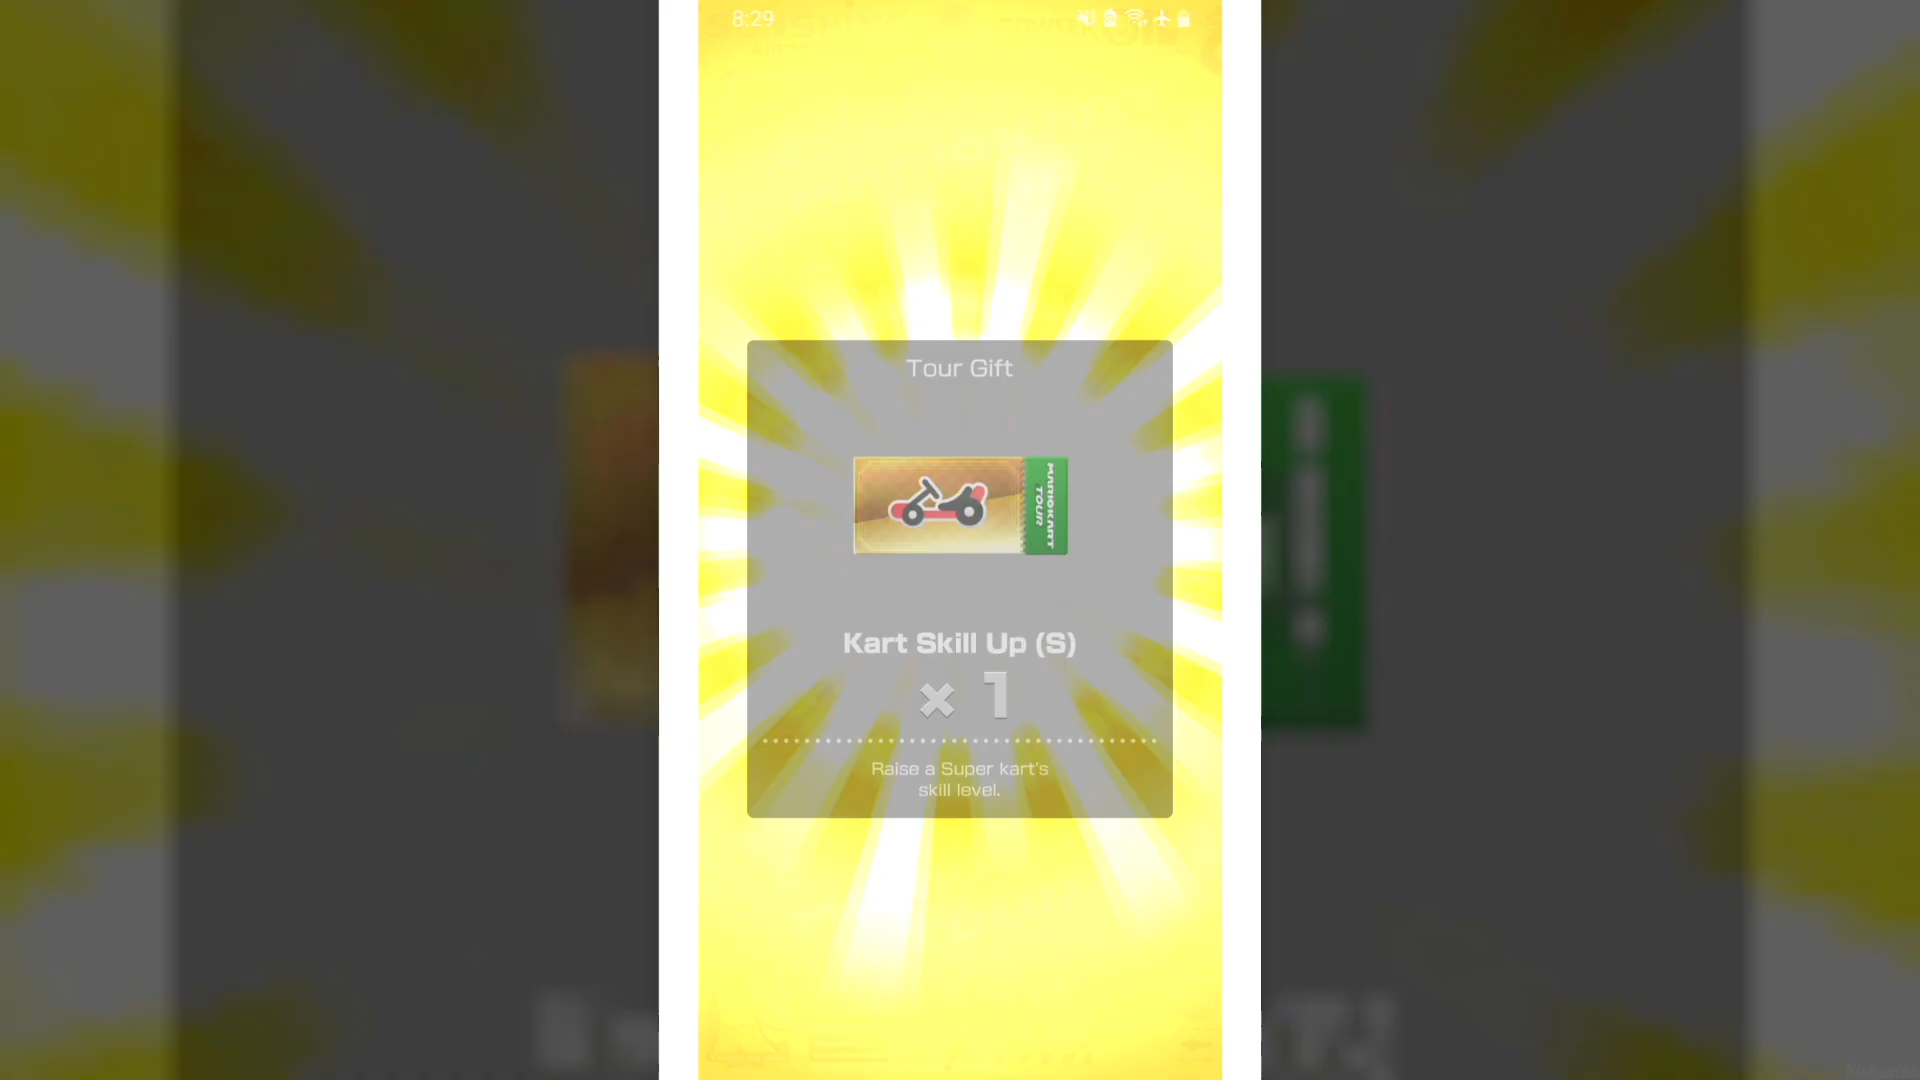 8:29
Tour Gift
MARIOKART
TOUR
Kart Skill Up (S)
× 1
Raise a Super kart's
skill level.